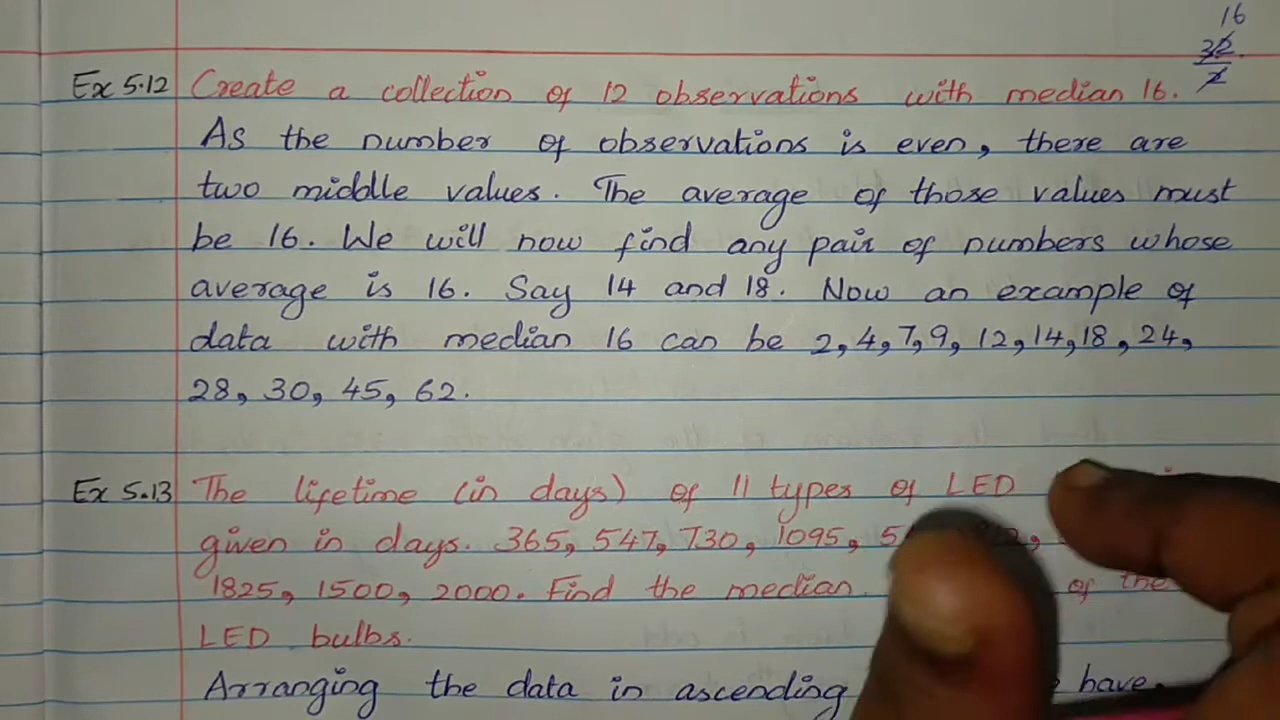 16
32
2
Ex 5.12 Create a collection of 12 observations with median 16.
As the number of observations is even, there are
two middle values. The average of those values must
be 16. We will now find any pair of numbers whose
average is 16. Say 14 and 18. Now an example of
data with median 16 can be 2, 4, 7, 9, 12, 14, 18, 24,
28, 30, 45, 62.
Ex 5.13 The lifetime (in days) of 11 types of LED
given in days. 365, 547, 730, 1095,
1825, 1500, 2000. Find the median of the
LED bulbs.
Arranging the data in ascending have